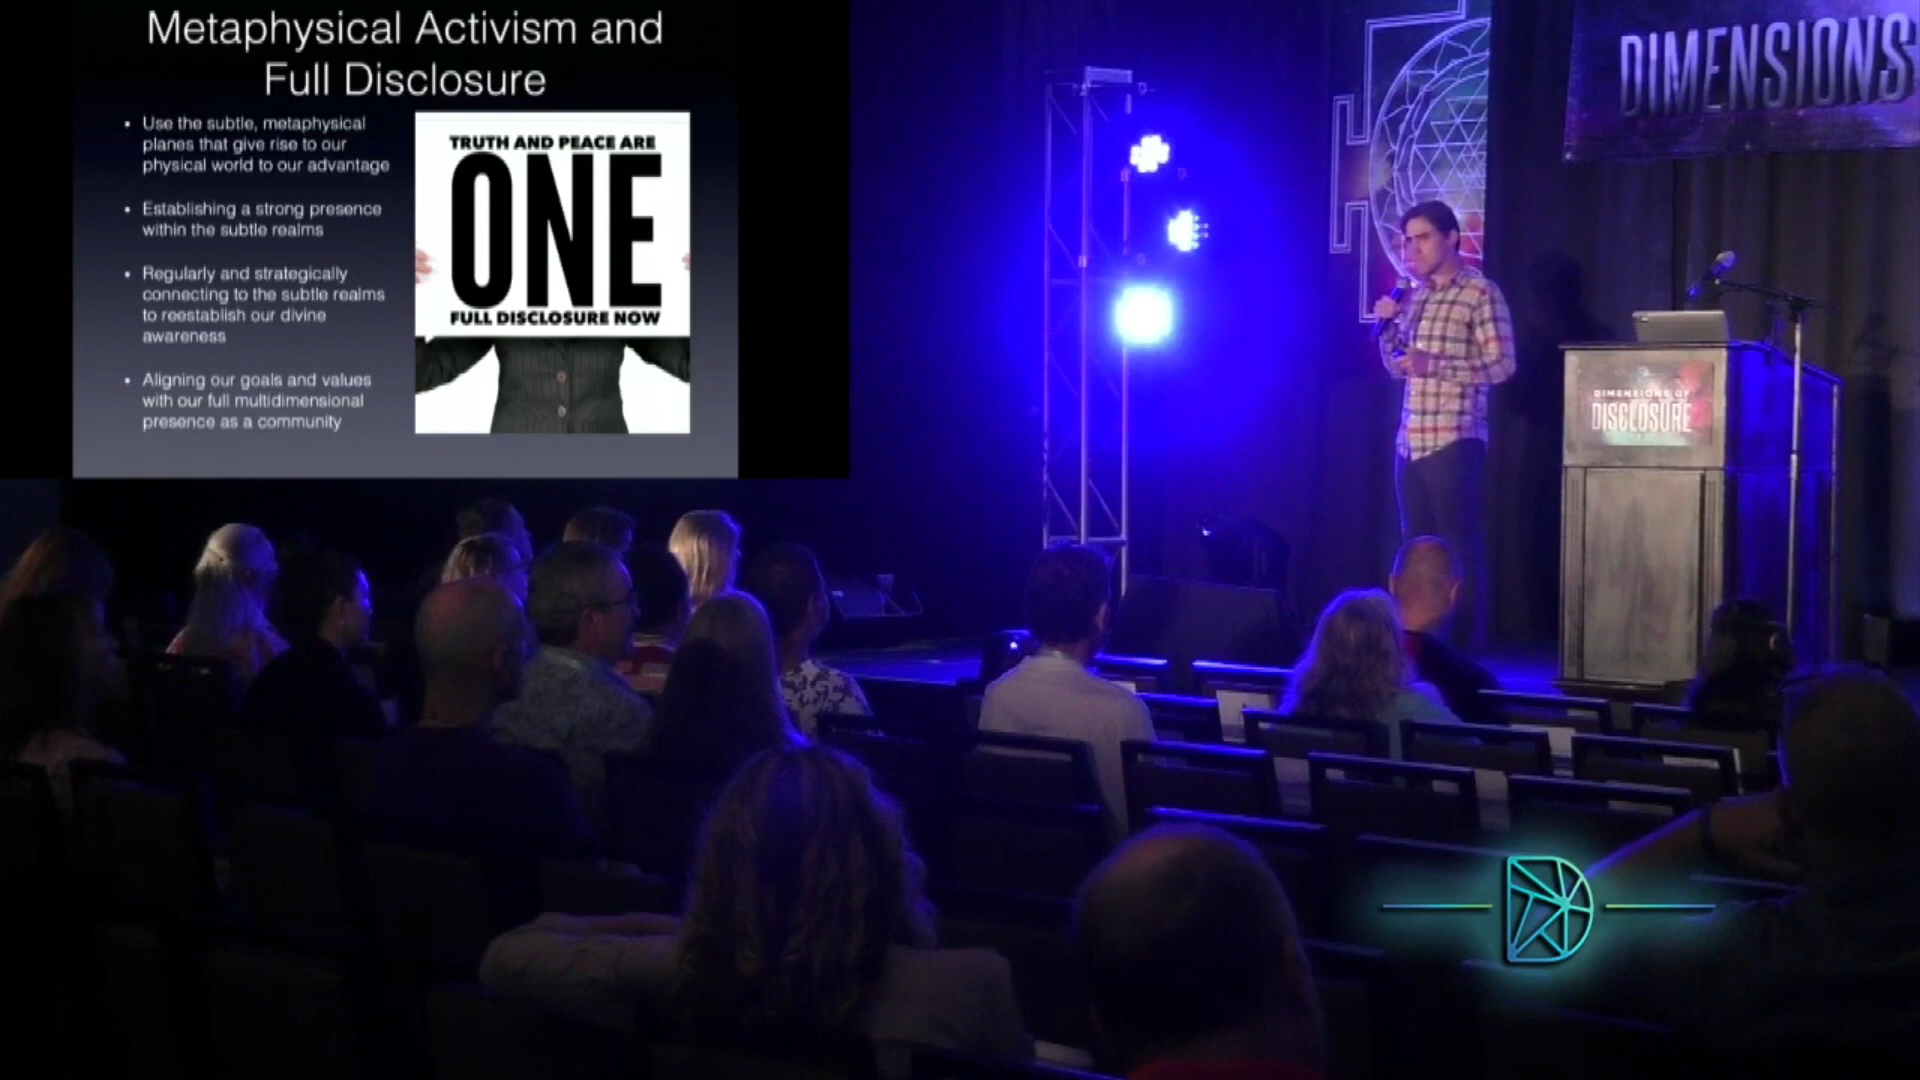 Metaphysical Activism and
Full Disclosure
• Use the subtle, metaphysical
planes that give rise to our
physical world to our advantage
• Establishing a strong presence
within the subtle realms
• Regularly and strategically
connecting to the subtle realms
to reestablish our divine
awareness
• Aligning our goals and values
with our full multidimensional
presence as a community
TRUTH AND PEACE ARE
ONE
FULL DISCLOSURE NOW
DIMENSIONS
DIMENSIONS OF
DISCLOSURE
D